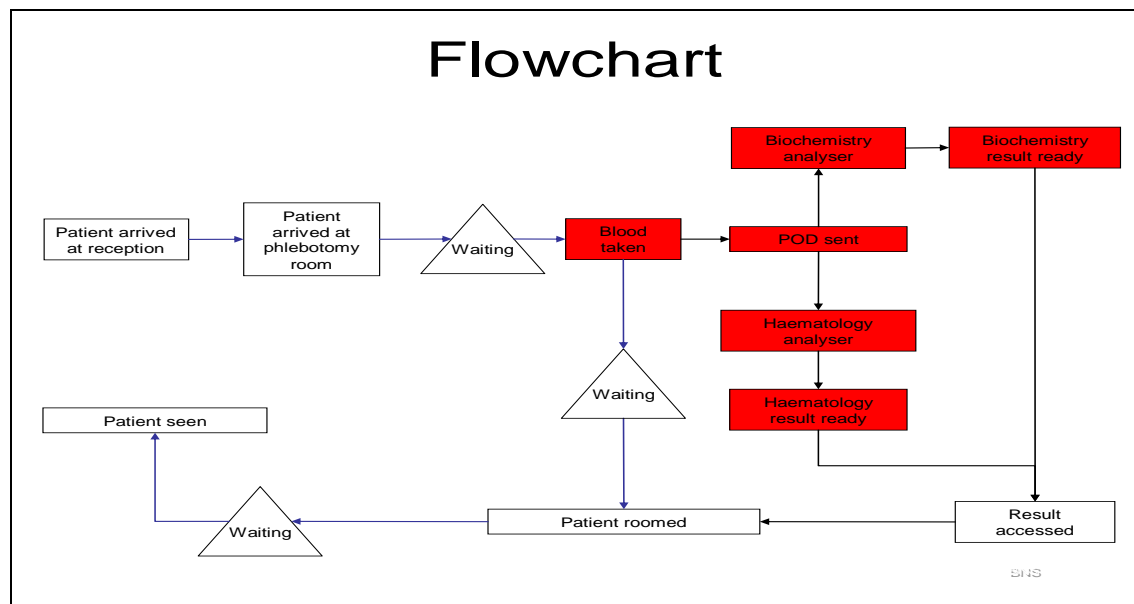 Flowchart
Biochemistry
analyser
Biochemistry
result ready
Patient arrived
at reception
Patient
arrived at
phlebotomy
room
Waiting
Blood
taken
POD sent
Haematology
analyser
Waiting
Haematology
result ready
Patient seen
Waiting
Patient roomed
Result
accessed
SNS